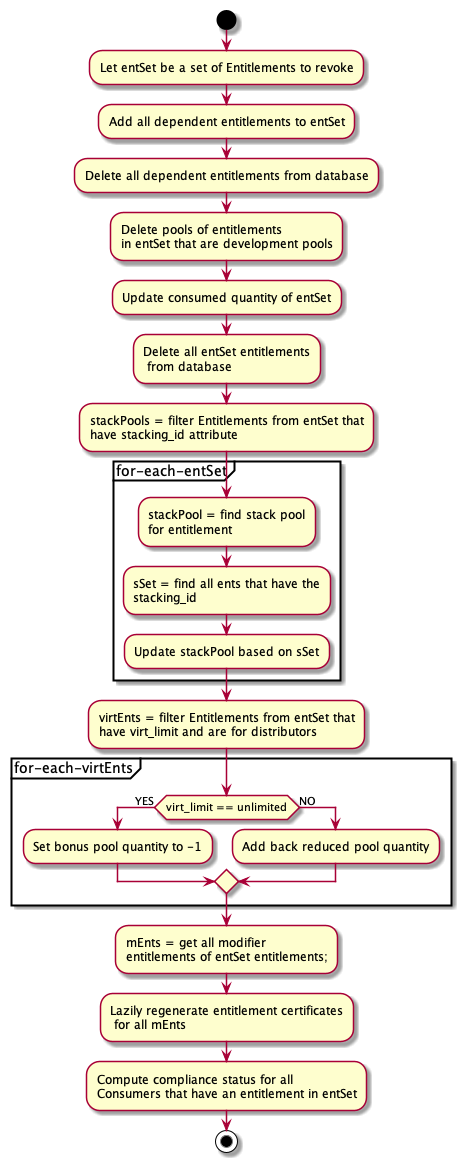 Let entSet be a set of Entitlements to revoke
Add all dependent entitlements to entSet
Delete all dependent entitlements from database
Delete pools of entitlements
in entSet that are development pools
Update consumed quantity of entSet
Delete all entSet entitlements
from database
stackPools = filter Entitlements from entSet that
have stacking_id attribute
for-each-entSet
stackPool = find stack pool
for entitlement
sSet = find all ents that have the
stacking_id
Update stackPool based on sSet
virtEnts = filter Entitlements from entSet that
have virt_limit and are for distributors
for-each-virtEnts
YES
virt_limit == unlimited
NO
Set bonus pool quantity to -1
Add back reduced pool quantity
mEnts = get all modifier
entitlements of entSet entitlements;
Lazily regenerate entitlement certificates
for all mEnts
Compute compliance status for all
Consumers that have an entitlement in entSet